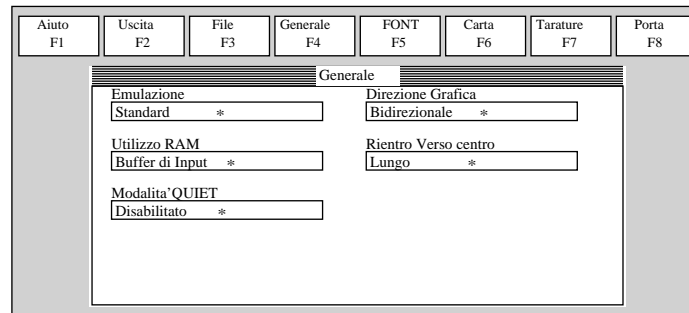 Aiuto Uscita File Generale FONT Carta Tarature Porta
F1 F2 F3 F4 F5 F6 F7 F8
Generale
Emulazione Direzione Grafica
Standard * Bidirezionale *
Utilizzo RAM Rientro Verso centro
Buffer di Input * Lungo *
Modalita'QUIET
Disabilitato *